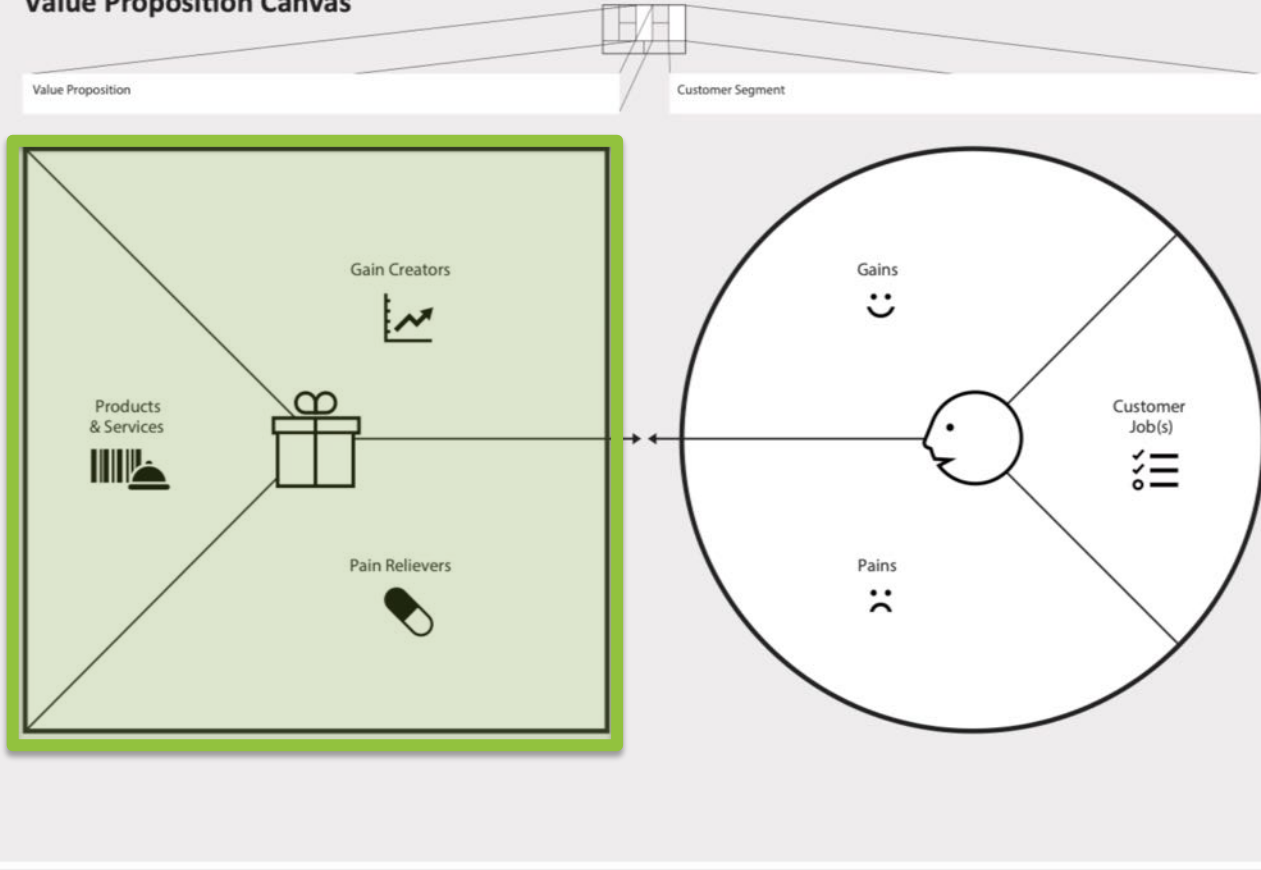 Value Proposition Canvas
Value Proposition
Customer Segment
Gain Creators
Products
& Services
Pain Relievers
Gains
Customer
Job(s)
Pains